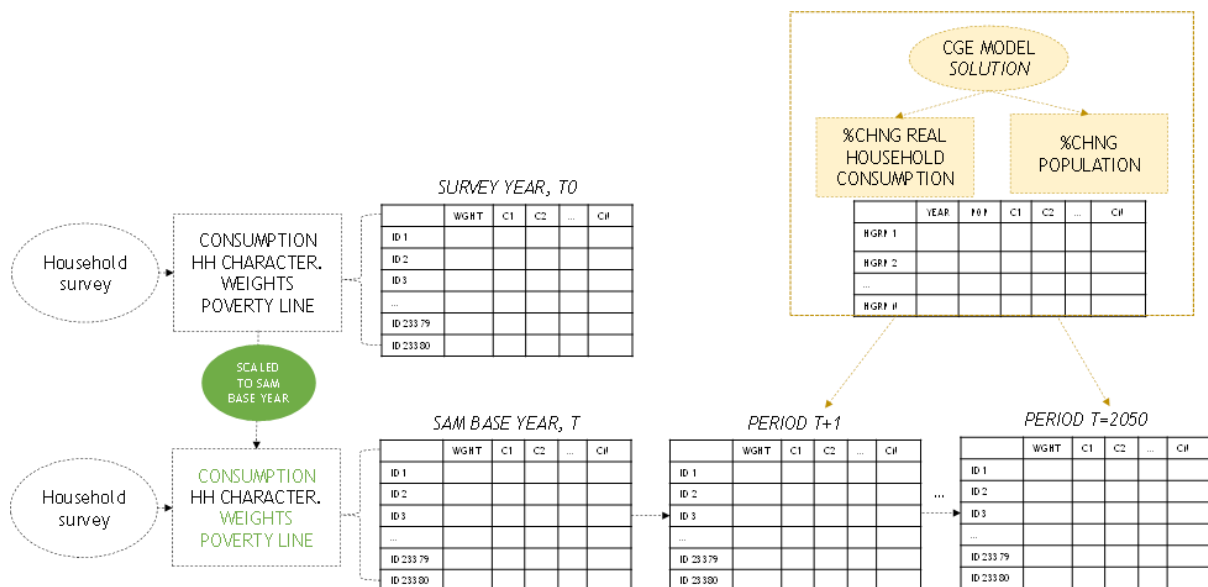 CGE MODEL
SOLUTION
%CHNG REAL
HOUSEHOLD
CONSUMPTION
%CHNG
POPULATION
YEAR POP C1 C2 ... C#
HGRP 1
HGRP 2
...
HGRP #
SURVEY YEAR, T0
Household
survey
CONSUMPTION
HH CHARACTER.
WEIGHTS
POVERTY LINE
WGHT C1 C2 ... C#
ID 1
ID 2
ID 3
...
ID 23379
ID 23380
SCALED
TO SAM
BASE YEAR
SAM BASE YEAR, T
Household
survey
CONSUMPTION
HH CHARACTER.
WEIGHTS
POVERTY LINE
WGHT C1 C2 ... C#
ID 1
ID 2
ID 3
...
ID 23379
ID 23380
PERIOD T+1
WGHT C1 C2 ... C#
ID 1
ID 2
ID 3
...
ID 23379
ID 23380
...
PERIOD T=2050
WGHT C1 C2 ... C#
ID 1
ID 2
ID 3
...
ID 23379
ID 23380